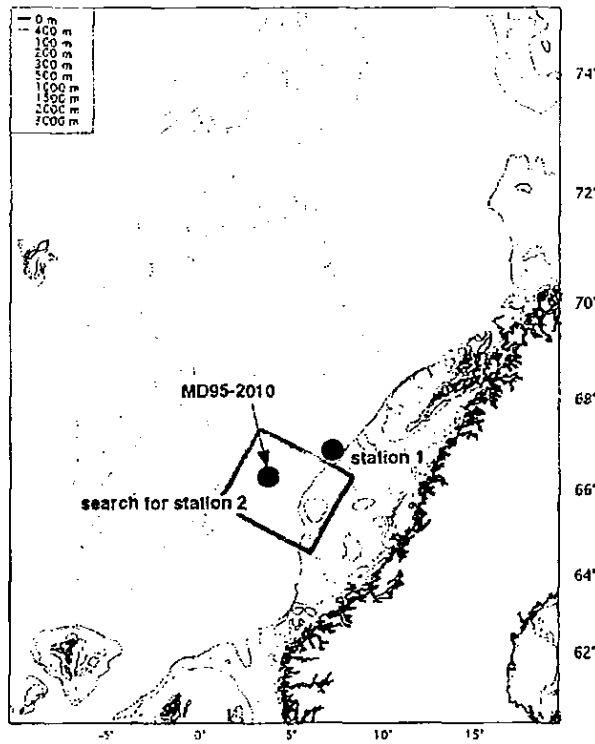 0 m
400 m
100 m
200 m
300 m
500 m
1000 m
1500 m
2000 m
3000 m
74°
72°
70°
68°
MD95-2010
station 1
66°
search for station 2
64°
62°
-5°
0°
5°
10°
15°